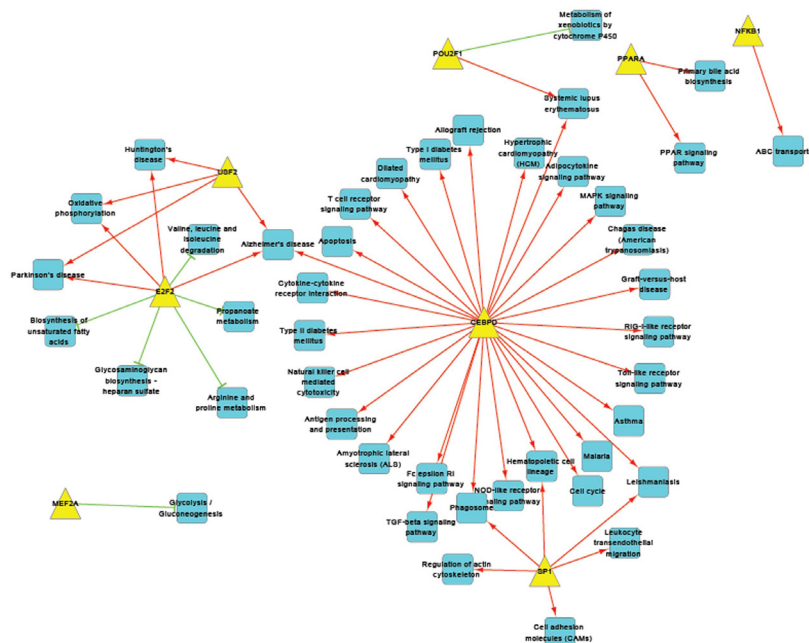 Metabolism of
xenobiotics by
cytochrome P450
POU2F1
NFKB1
PPARA
Primary bile acid
biosynthesis
Systemic lupus
erythematosus
PPAR signaling
pathway
ABC transport
Huntington's
disease
USF2
Oxidative
phosphorylation
Valine, leucine and
isoleucine
degradation
Alzheimer's disease
Parkinson's disease
E2F2
Biosynthesis of
unsaturated fatty
acids
Propanoate
metabolism
Glycosaminoglycan
biosynthesis -
heparan sulfate
Arginine and
proline metabolism
MEF2A
Glycolysis /
Gluconeogenesis
Allograft rejection
Type I diabetes
mellitus
Hypertrophic
cardiomyopathy
(HCM)
Dilated
cardiomyopathy
Adipocytokine
signaling pathway
T cell receptor
signaling pathway
MAPK signaling
pathway
Apoptosis
Chagas disease
(American
trypanosomiasis)
Cytokine-cytokine
receptor interaction
Graft-versus-host
disease
CEBPD
Type II diabetes
mellitus
RIG-I-like receptor
signaling pathway
Natural killer cell
mediated
cytotoxicity
Toll-like receptor
signaling pathway
Antigen processing
and presentation
Asthma
Amyotrophic lateral
sclerosis (ALS)
Fc epsilon RI
signaling pathway
Hematopoietic cell
lineage
Malaria
Leishmaniasis
NOD-like receptor
signaling pathway
Cell cycle
Phagosome
TGF-beta signaling
pathway
Leukocyte
transendothelial
migration
Regulation of actin
cytoskeleton
SP1
Cell adhesion
molecules (CAMs)